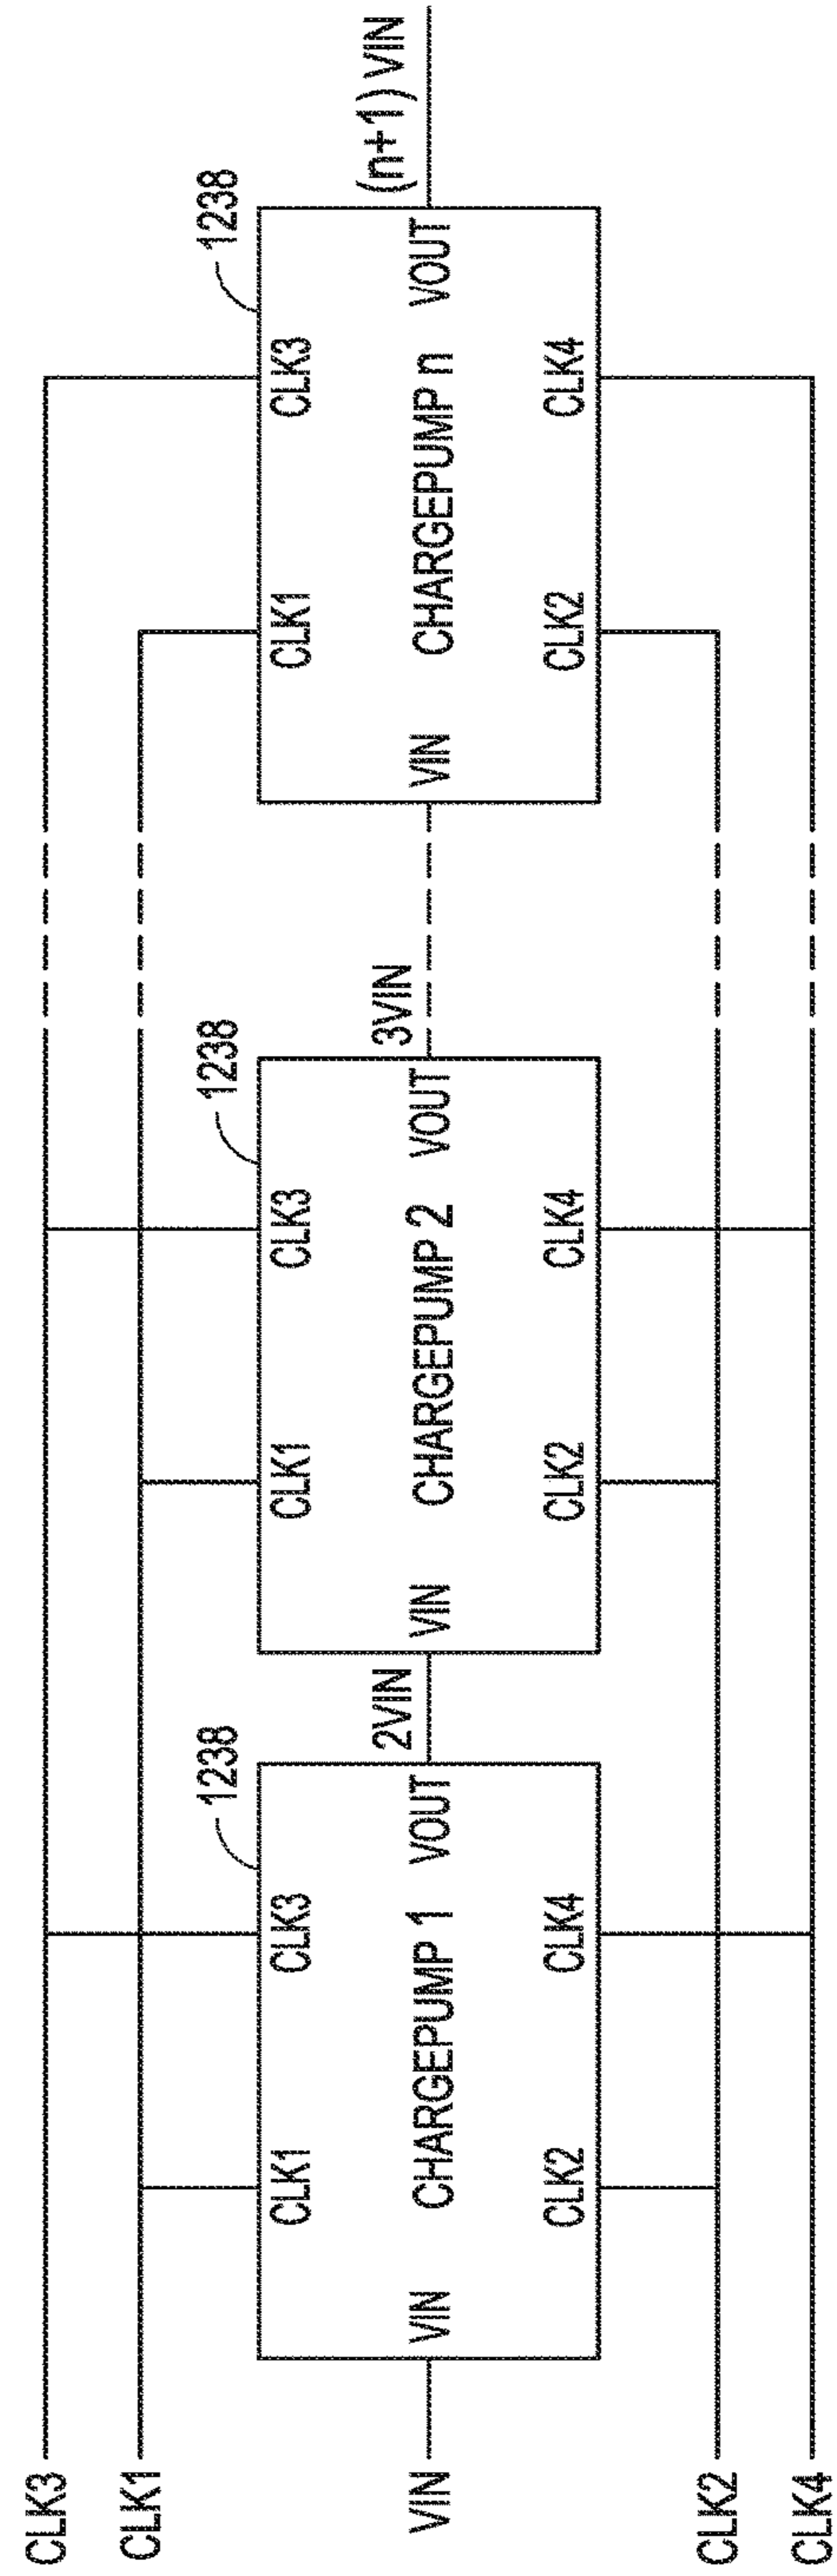 CLK3
CLK1
VIN
CLK2
CLK4
1238
CLK1
CLK3
VIN
CHARGEPUMP 1
VOUT
CLK2
CLK4
2VIN
1238
CLK1
CLK3
VIN
CHARGEPUMP 2
VOUT
CLK2
CLK4
3VIN
1238
CLK1
CLK3
VIN
CHARGEPUMP n
VOUT
CLK2
CLK4
(n+1) VIN